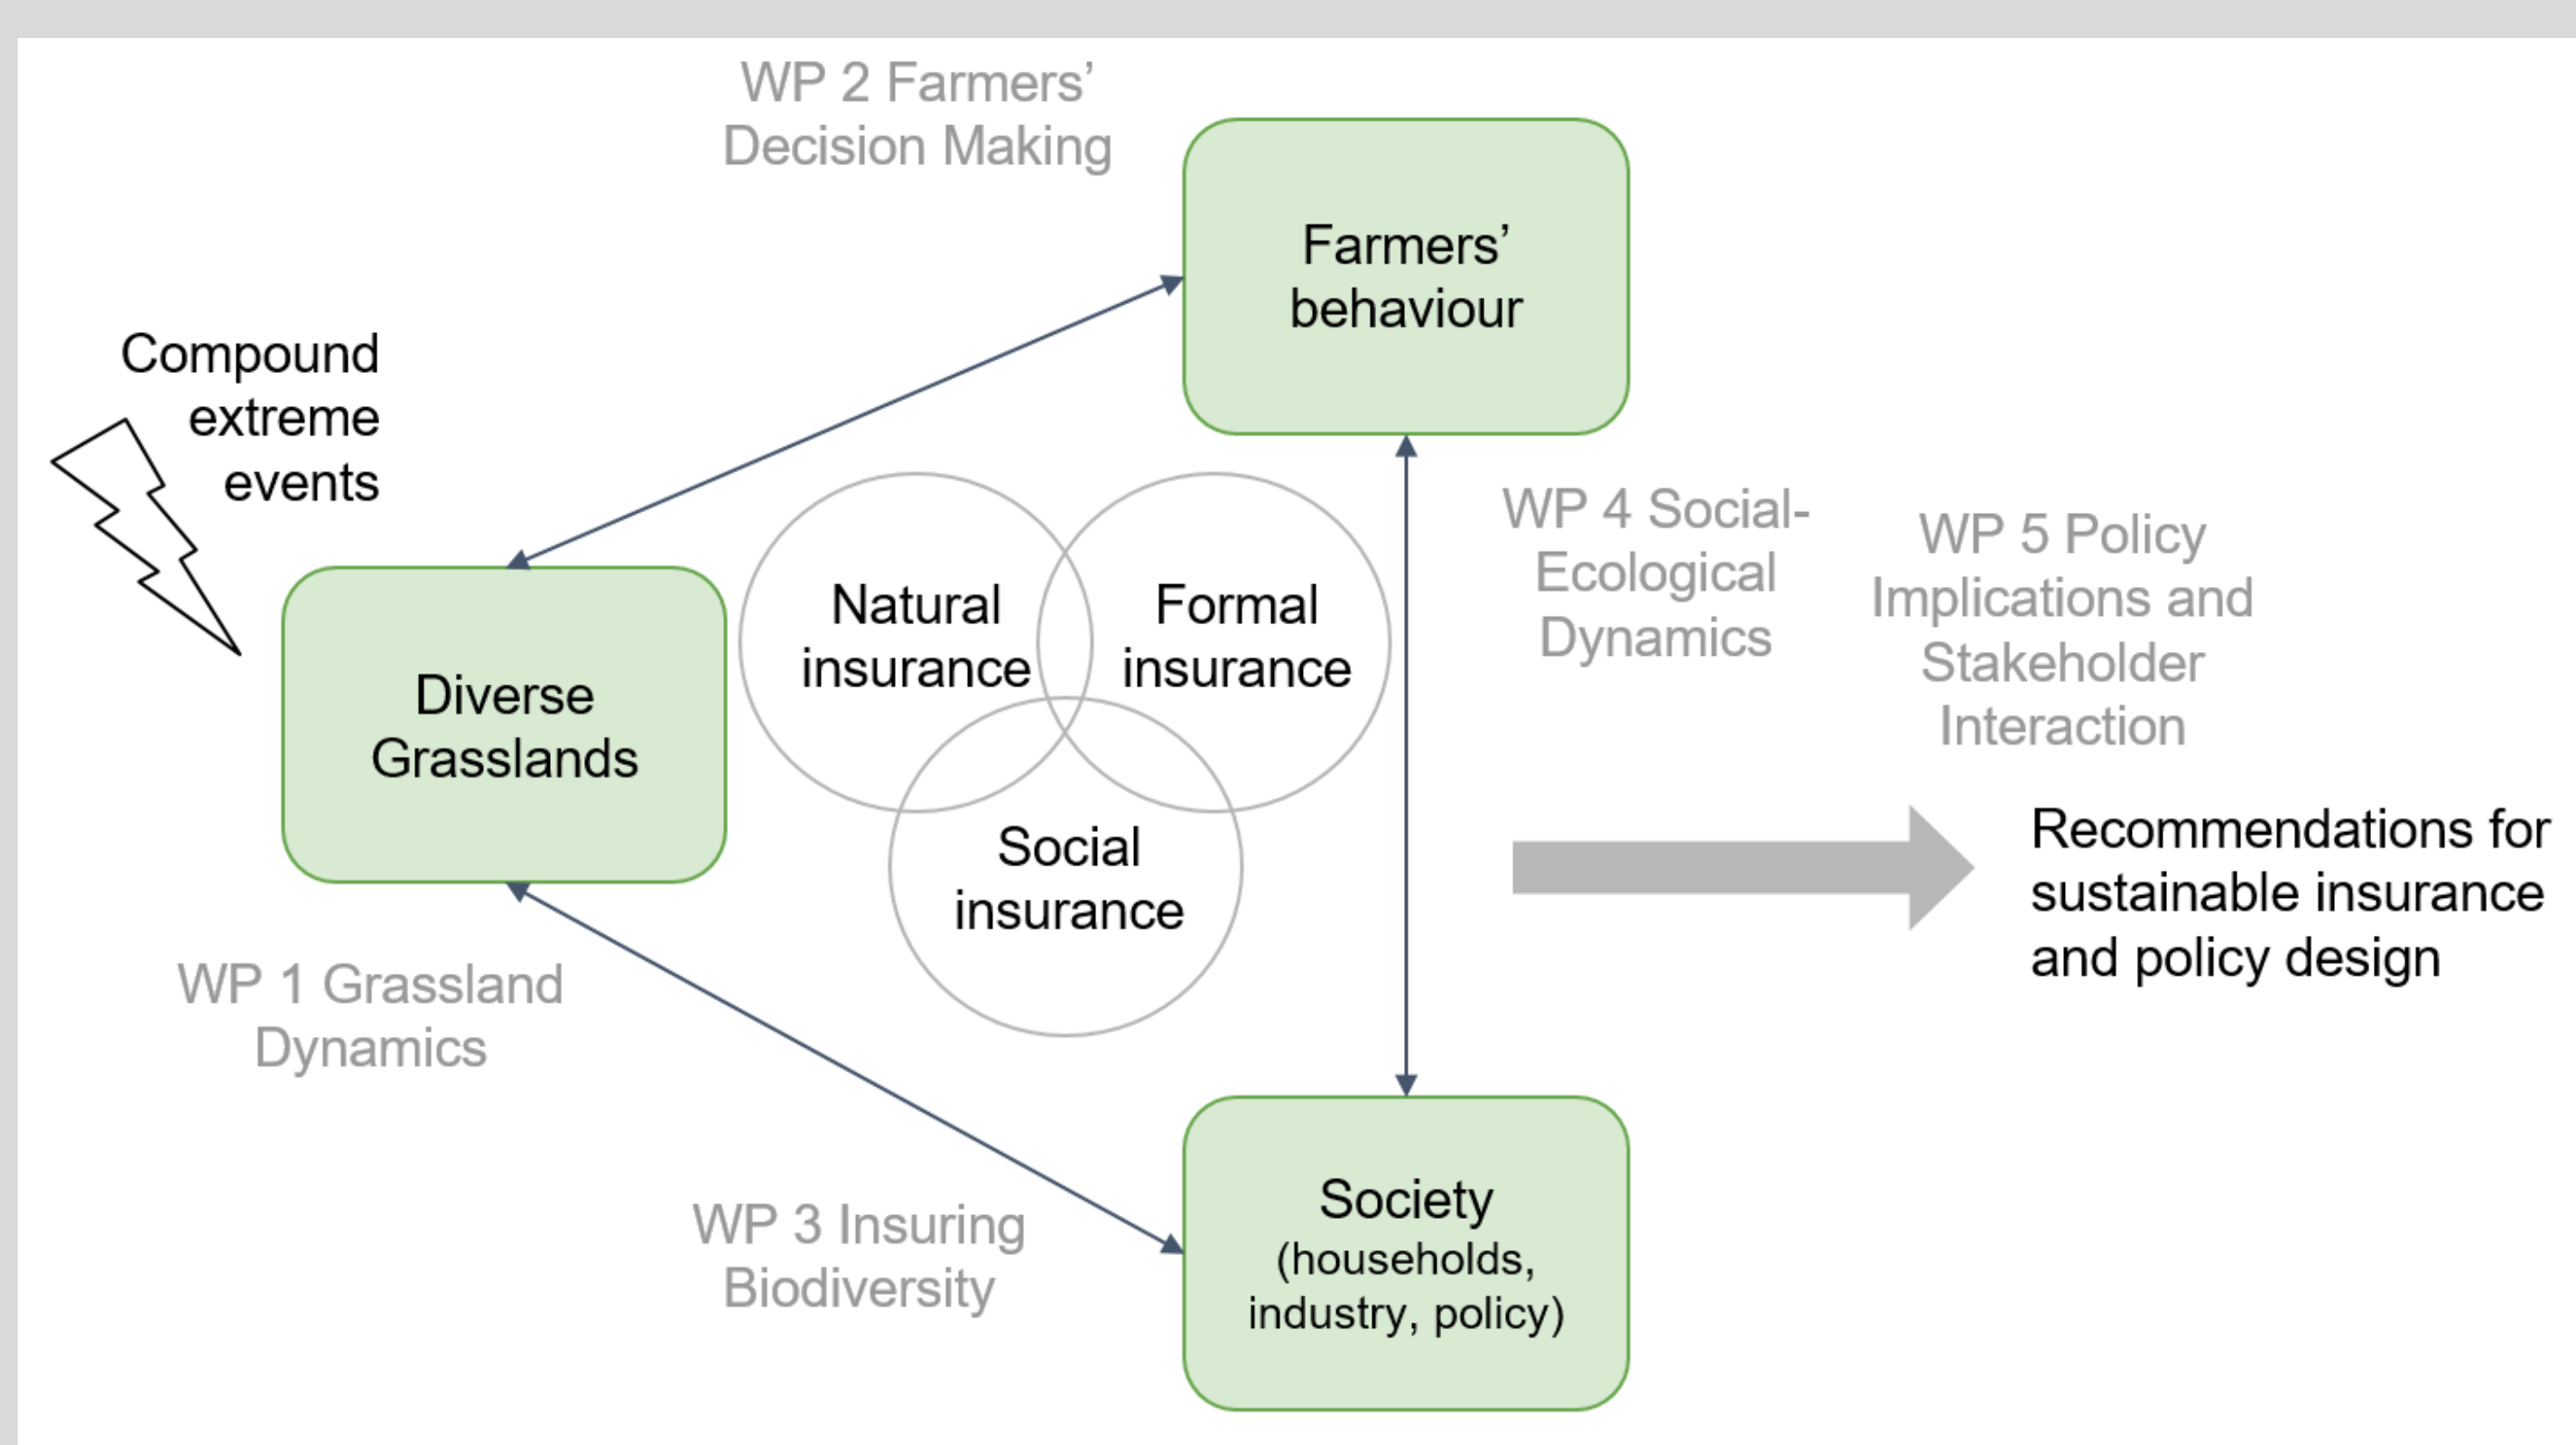 WP 2 Farmers’
Decision Making
Farmers’
behaviour
Compound
extreme
events
Diverse
Grasslands
Natural
insurance
Formal
insurance
Social
insurance
WP 4 Social-
Ecological
Dynamics
WP 5 Policy
Implications and
Stakeholder
Interaction
Recommendations for
sustainable insurance
and policy design
WP 1 Grassland
Dynamics
WP 3 Insuring
Biodiversity
Society
(households,
industry, policy)